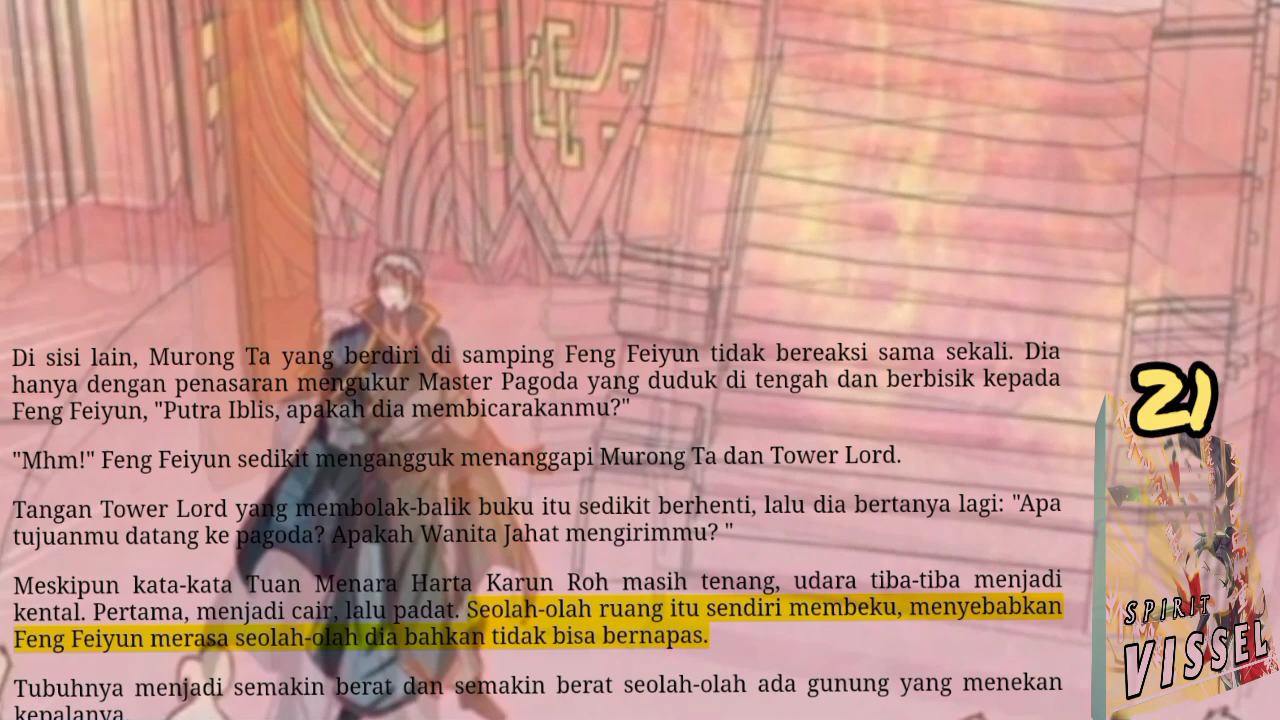 Di sisi lain, Murong Ta yang berdiri di samping Feng Feiyun tidak bereaksi sama sekali. Dia
hanya dengan penasaran mengukur Master Pagoda yang duduk di tengah dan berbisik kepada
Feng Feiyun, "Putra Iblis, apakah dia membicarakanmu?"
"Mhm!" Feng Feiyun sedikit mengangguk menanggapi Murong Ta dan Tower Lord.
Tangan Tower Lord yang membolak-balik buku itu sedikit berhenti, lalu dia bertanya lagi: "Apa
tujuanmu datang ke pagoda? Apakah Wanita Jahat mengirimmu? "
Meskipun kata-kata Tuan Menara Harta Karun Roh masih tenang, udara tiba-tiba menjadi
kental. Pertama, menjadi cair, lalu padat. Seolah-olah ruang itu sendiri membeku, menyebabkan
Feng Feiyun merasa seolah-olah dia bahkan tidak bisa bernapas.
Tubuhnya menjadi semakin berat dan semakin berat seolah-olah ada gunung yang menekan
kepalanya.
21
SPIRIT
VISSEL